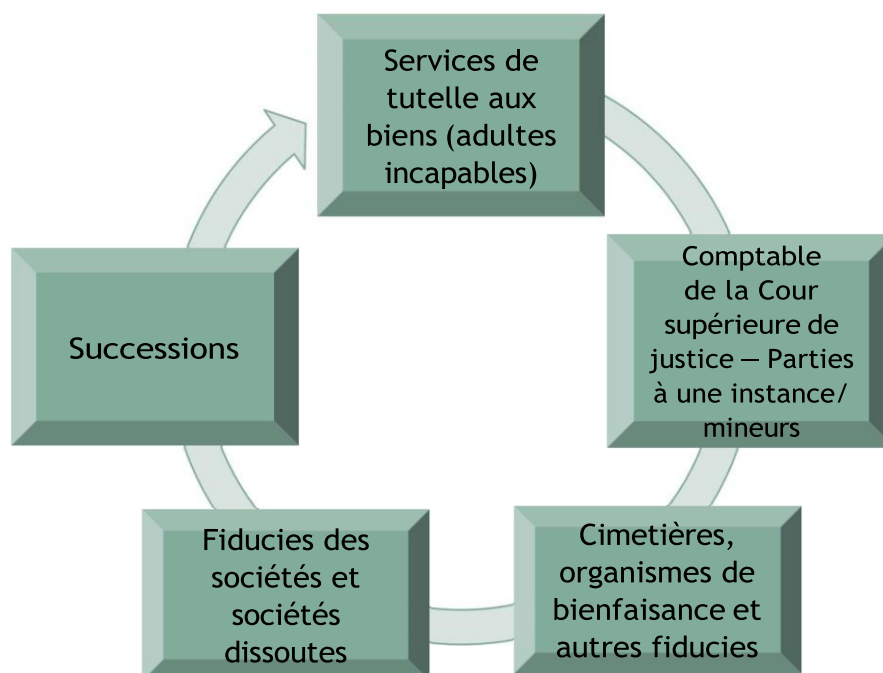 Services de
tutelle aux
biens (adultes
incapables)
Comptable
de la Cour
supérieure de
justice — Parties
à une instance/
mineurs
Cimetières,
organismes de
bienfaisance et
autres fiducies
Fiducies des
sociétés et
sociétés
dissoutes
Successions